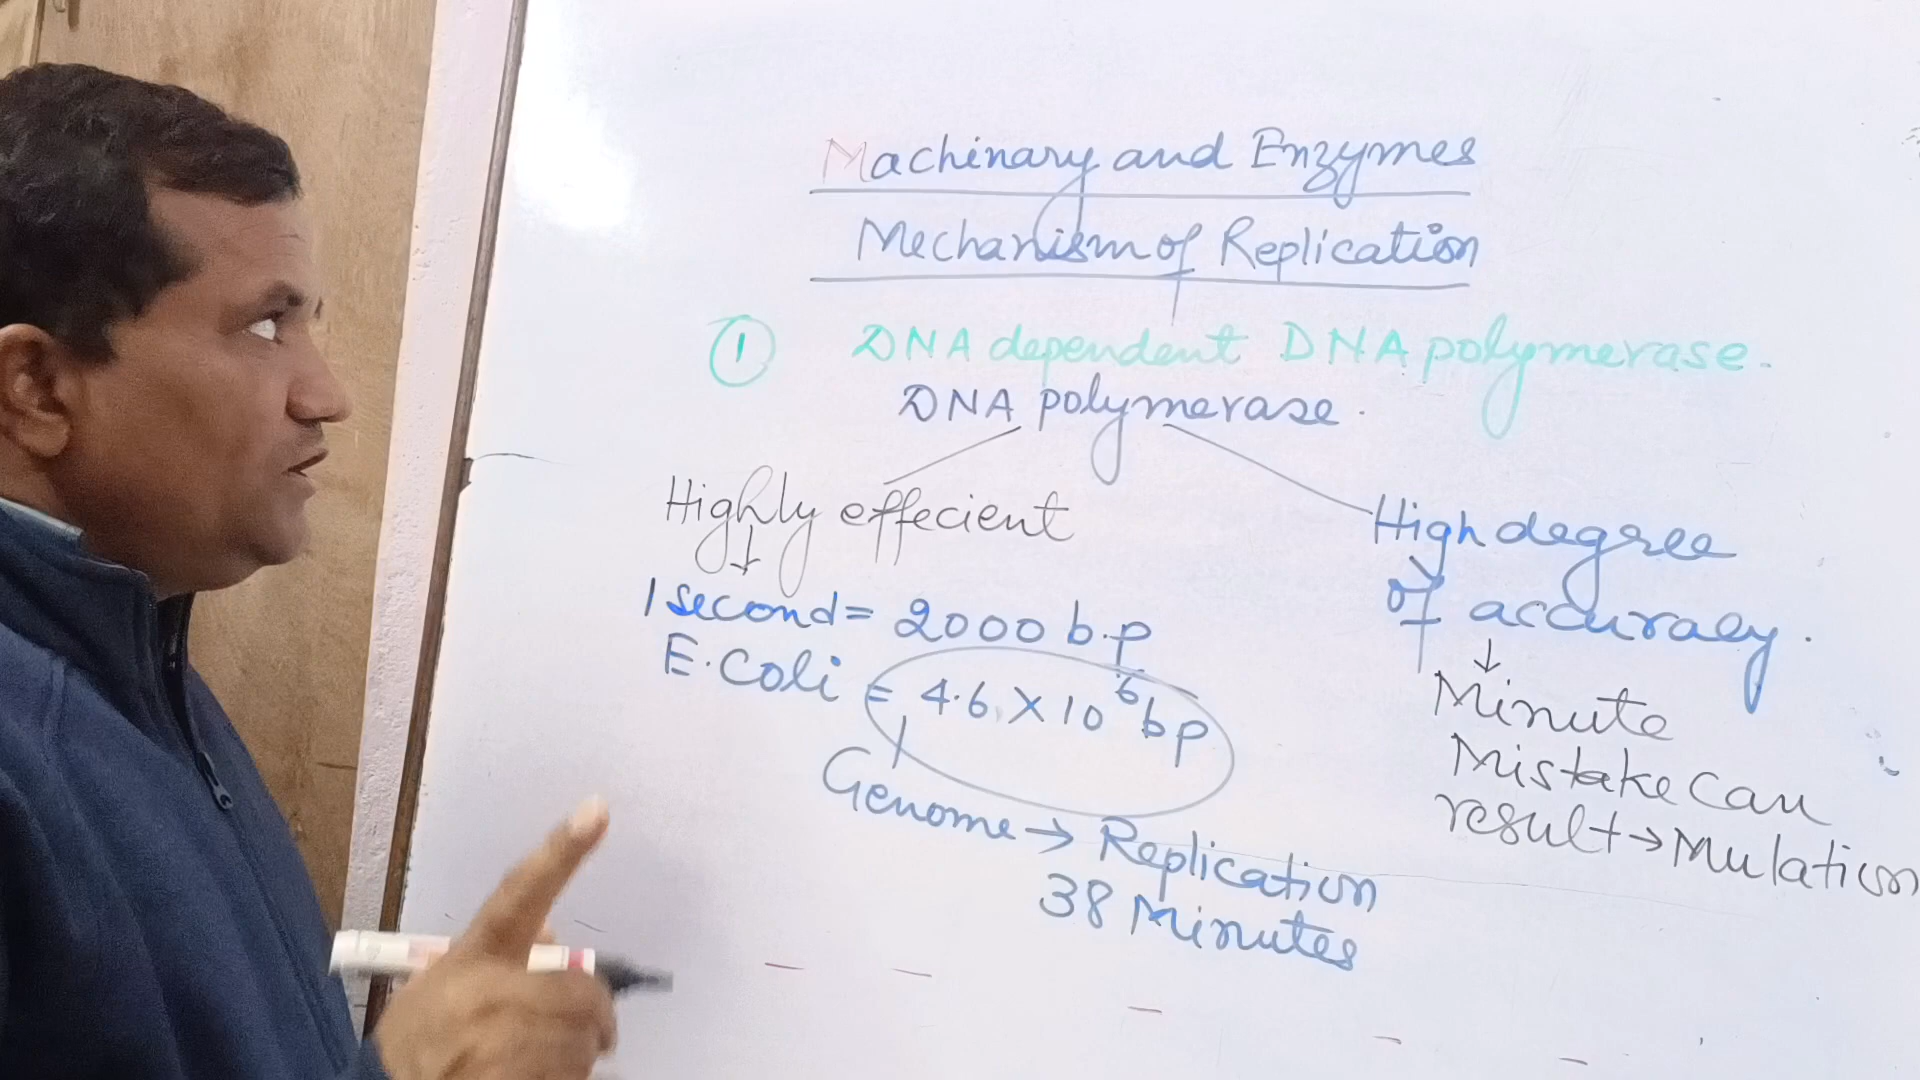 Machinary and Enzymes
Mechanism of Replication
① DNA dependent DNA polymerase.
DNA polymerase.
Highly effecient
↓
1 second = 2000 b.p
E.Coli = 4.6 × 10⁶ bp
Genome → Replication
38 Minutes
High degree
of accuracy.
↓
Minute
Mistake Can
result → Mutation